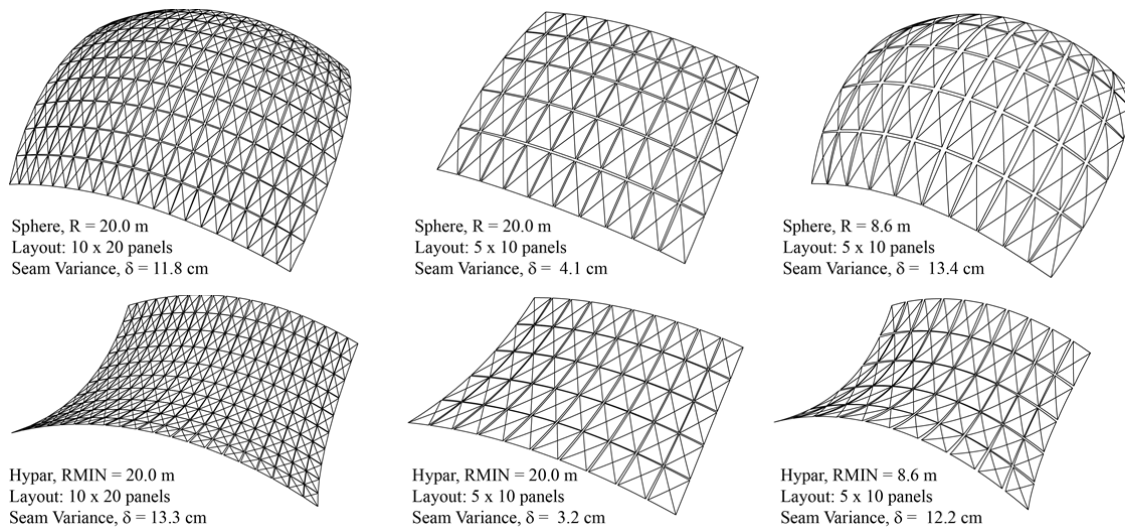 Sphere, R = 20.0 m
Layout: 10 x 20 panels
Seam Variance, δ = 11.8 cm
Sphere, R = 20.0 m
Layout: 5 x 10 panels
Seam Variance, δ = 4.1 cm
Sphere, R = 8.6 m
Layout: 5 x 10 panels
Seam Variance, δ = 13.4 cm
Hypar, RMIN = 20.0 m
Layout: 10 x 20 panels
Seam Variance, δ = 13.3 cm
Hypar, RMIN = 20.0 m
Layout: 5 x 10 panels
Seam Variance, δ = 3.2 cm
Hypar, RMIN = 8.6 m
Layout: 5 x 10 panels
Seam Variance, δ = 12.2 cm